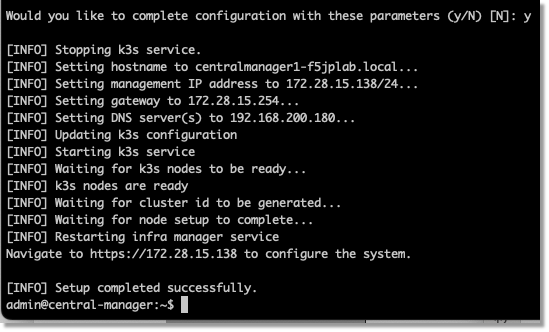 Would you like to complete configuration with these parameters (y/N) [N]: y
[INFO] Stopping k3s service.
[INFO] Setting hostname to centralmanager1-f5jplab.local...
[INFO] Setting management IP address to 172.28.15.138/24...
[INFO] Setting gateway to 172.28.15.254...
[INFO] Setting DNS server(s) to 192.168.200.180...
[INFO] Updating k3s configuration
[INFO] Starting k3s service
[INFO] Waiting for k3s nodes to be ready...
[INFO] k3s nodes are ready
[INFO] Waiting for cluster id to be generated...
[INFO] Waiting for node setup to complete...
[INFO] Restarting infra manager service
Navigate to https://172.28.15.138 to configure the system.
[INFO] Setup completed successfully.
admin@central-manager:~$